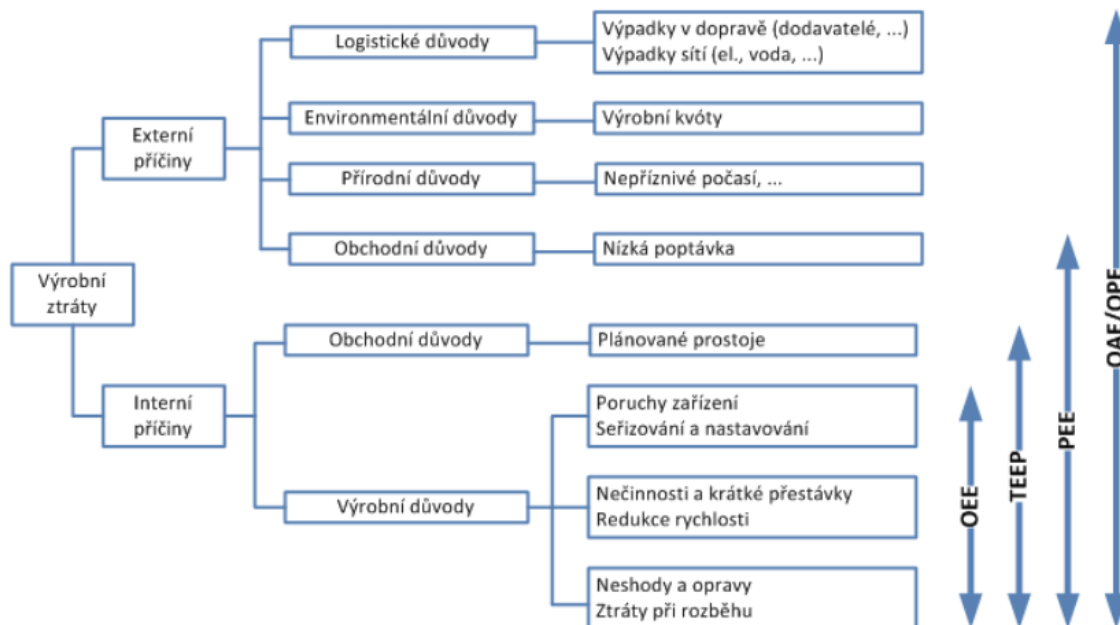 Logistické důvody
Výpadky v dopravě (dodavatelé, ...)
Výpadky sítí (el., voda, ...)
Externí
příčiny
Environmentální důvody
Výrobní kvóty
Přírodní důvody
Nepříznivé počasí, ...
Obchodní důvody
Nízká poptávka
Výrobní
ztráty
Obchodní důvody
Plánované prostoje
Interní
příčiny
Poruchy zařízení
Seřizování a nastavování
Výrobní důvody
Nečinnosti a krátké přestávky
Redukce rychlosti
Neshody a opravy
Ztráty při rozběhu
OEE
TEEP
PEE
OAE/OPE